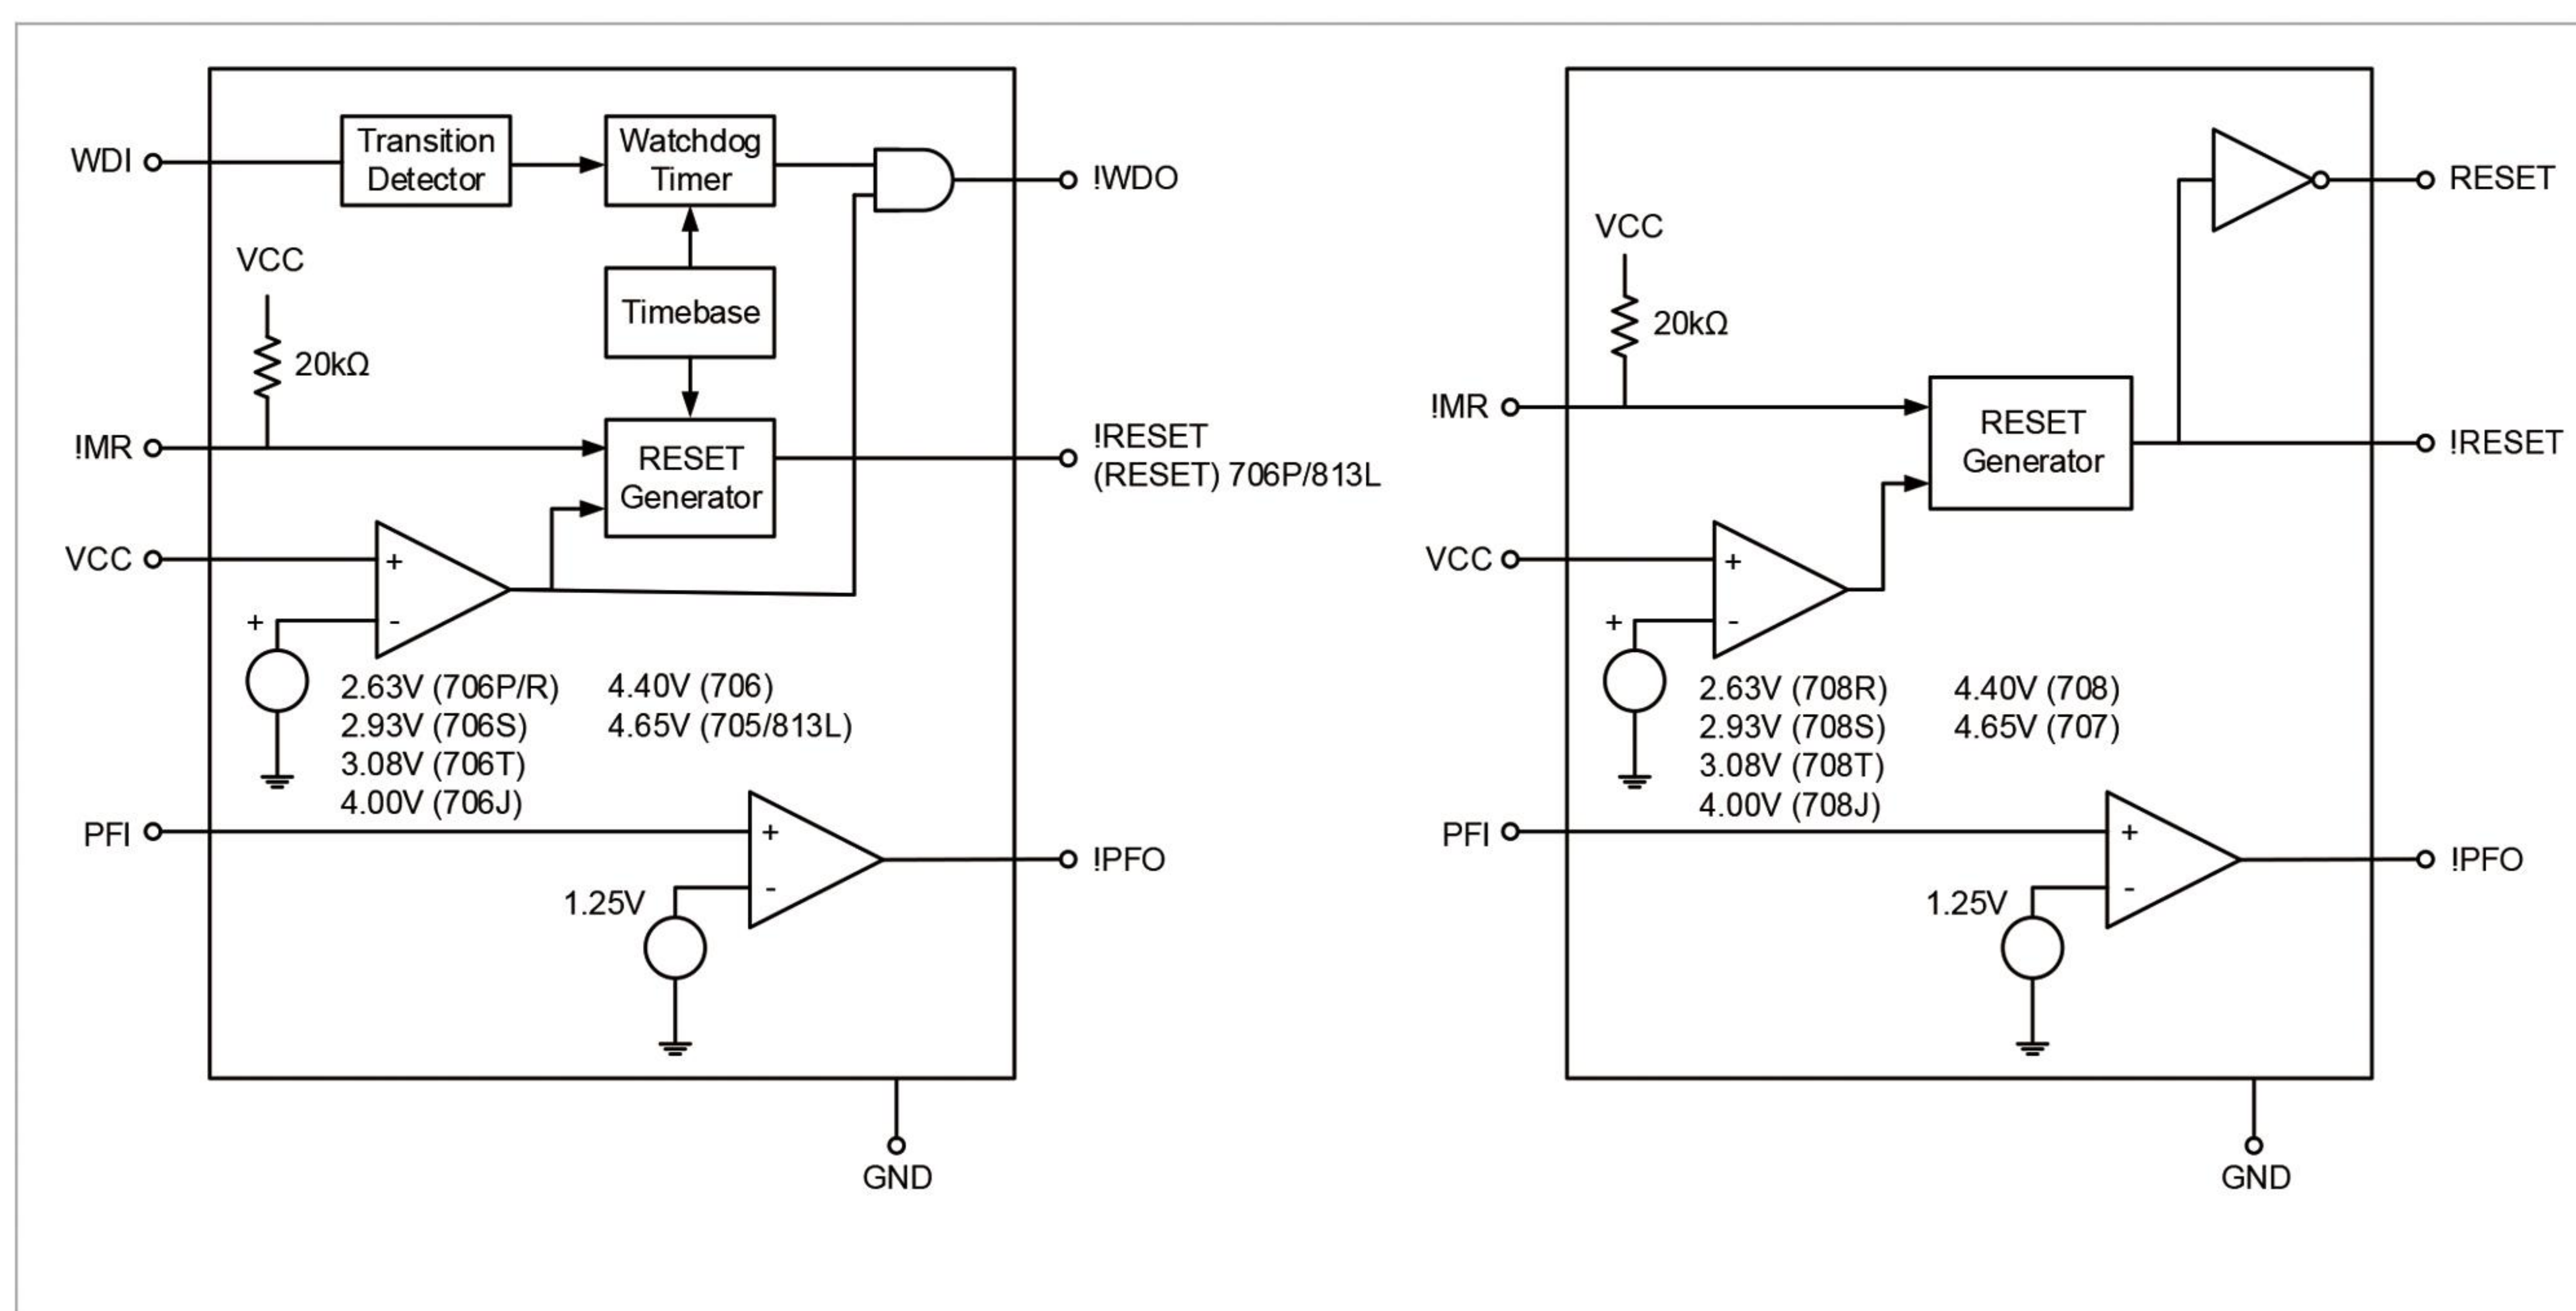 WDI
Transition
Detector
Watchdog
Timer
!WDO
VCC
20kΩ
Timebase
!MR
RESET
Generator
!RESET
(RESET) 706P/813L
VCC
+
-
+
2.63V (706P/R)
2.93V (706S)
3.08V (706T)
4.00V (706J)
4.40V (706)
4.65V (705/813L)
PFI
+
-
1.25V
!PFO
GND
RESET
VCC
20kΩ
!MR
RESET
Generator
!RESET
VCC
+
-
+
2.63V (708R)
2.93V (708S)
3.08V (708T)
4.00V (708J)
4.40V (708)
4.65V (707)
PFI
+
-
1.25V
!PFO
GND